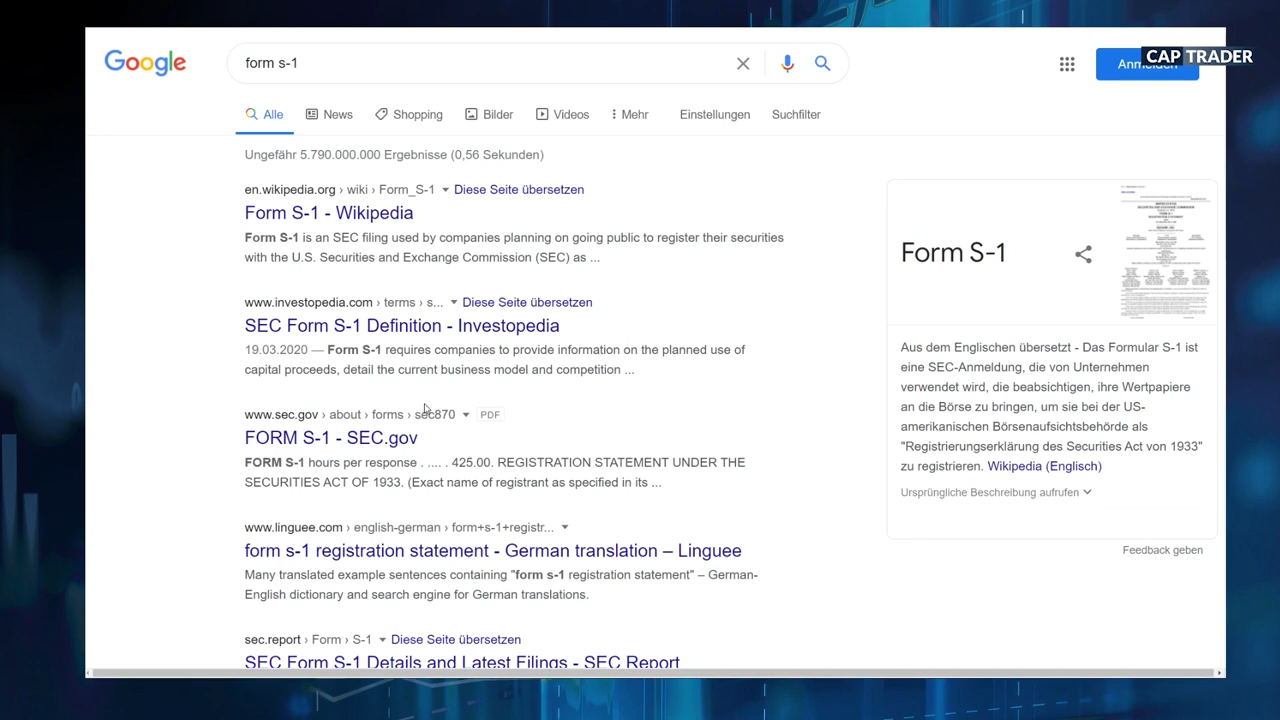 CAP TRADER
Google
form s-1
Alle
News
Shopping
Bilder
Videos
Mehr
Einstellungen
Suchfilter
Ungefähr 5.790.000.000 Ergebnisse (0,56 Sekunden)
en.wikipedia.org › wiki › Form_S-1 Diese Seite übersetzen
Form S-1 - Wikipedia
Form S-1 is an SEC filing used by companies planning on going public to register their securities
with the U.S. Securities and Exchange Commission (SEC) as ...
www.investopedia.com › terms › s... Diese Seite übersetzen
SEC Form S-1 Definition - Investopedia
19.03.2020 — Form S-1 requires companies to provide information on the planned use of
capital proceeds, detail the current business model and competition ...
www.sec.gov › about › forms › sec870 PDF
FORM S-1 - SEC.gov
FORM S-1 hours per response . .... . 425.00. REGISTRATION STATEMENT UNDER THE
SECURITIES ACT OF 1933. (Exact name of registrant as specified in its ...
www.linguee.com › english-german › form+s-1+registr...
form s-1 registration statement - German translation – Linguee
Many translated example sentences containing "form s-1 registration statement" – German-
English dictionary and search engine for German translations.
sec.report › Form › S-1 Diese Seite übersetzen
SEC Form S-1 Details and Latest Filings - SEC Report
Form S-1
Aus dem Englischen übersetzt - Das Formular S-1 ist
eine SEC-Anmeldung, die von Unternehmen
verwendet wird, die beabsichtigen, ihre Wertpapiere
an die Börse zu bringen, um sie bei der US-
amerikanischen Börsenaufsichtsbehörde als
"Registrierungserklärung des Securities Act von 1933"
zu registrieren. Wikipedia (Englisch)
Ursprüngliche Beschreibung aufrufen
Feedback geben